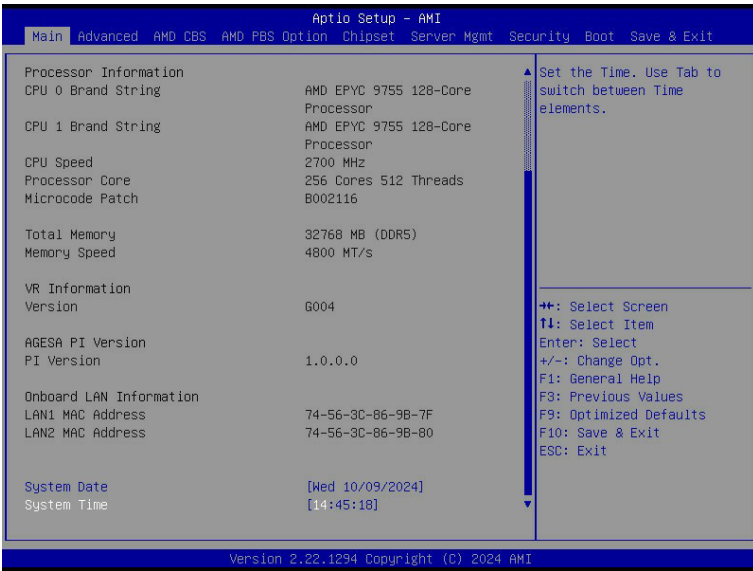 Aptio Setup – AMI
Main Advanced AMD CBS AMD PBS Option Chipset Server Mgmt Security Boot Save & Exit
Processor Information
CPU 0 Brand String AMD EPYC 9755 128-Core
Processor
CPU 1 Brand String AMD EPYC 9755 128-Core
Processor
CPU Speed 2700 MHz
Processor Core 256 Cores 512 Threads
Microcode Patch B002116
Total Memory 32768 MB (DDR5)
Memory Speed 4800 MT/s
VR Information
Version G004
AGESA PI Version
PI Version 1.0.0.0
Onboard LAN Information
LAN1 MAC Address 74-56-3C-86-9B-7F
LAN2 MAC Address 74-56-3C-86-9B-80
System Date [Wed 10/09/2024]
System Time [14:45:18]
Set the Time. Use Tab to
switch between Time
elements.
→←: Select Screen
↑↓: Select Item
Enter: Select
+/-: Change Opt.
F1: General Help
F3: Previous Values
F9: Optimized Defaults
F10: Save & Exit
ESC: Exit
Version 2.22.1294 Copyright (C) 2024 AMI